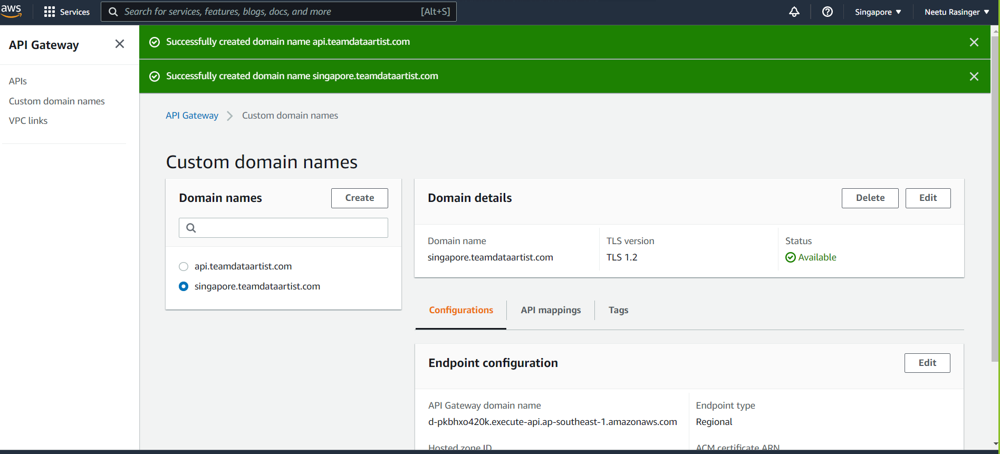 aws Services Search for services, features, blogs, docs, and more [Alt+S] Singapore Neetu Rasinger
API Gateway
APIs
Custom domain names
VPC links
Successfully created domain name api.teamdataartist.com
Successfully created domain name singapore.teamdataartist.com
API Gateway Custom domain names
Custom domain names
Domain names Create
api.teamdataartist.com
singapore.teamdataartist.com
Domain details Delete Edit
Domain name TLS version Status
singapore.teamdataartist.com TLS 1.2 Available
Configurations API mappings Tags
Endpoint configuration Edit
API Gateway domain name Endpoint type
d-pkbhxo420k.execute-api.ap-southeast-1.amazonaws.com Regional
Hosted zone ID ACM certificate ARN